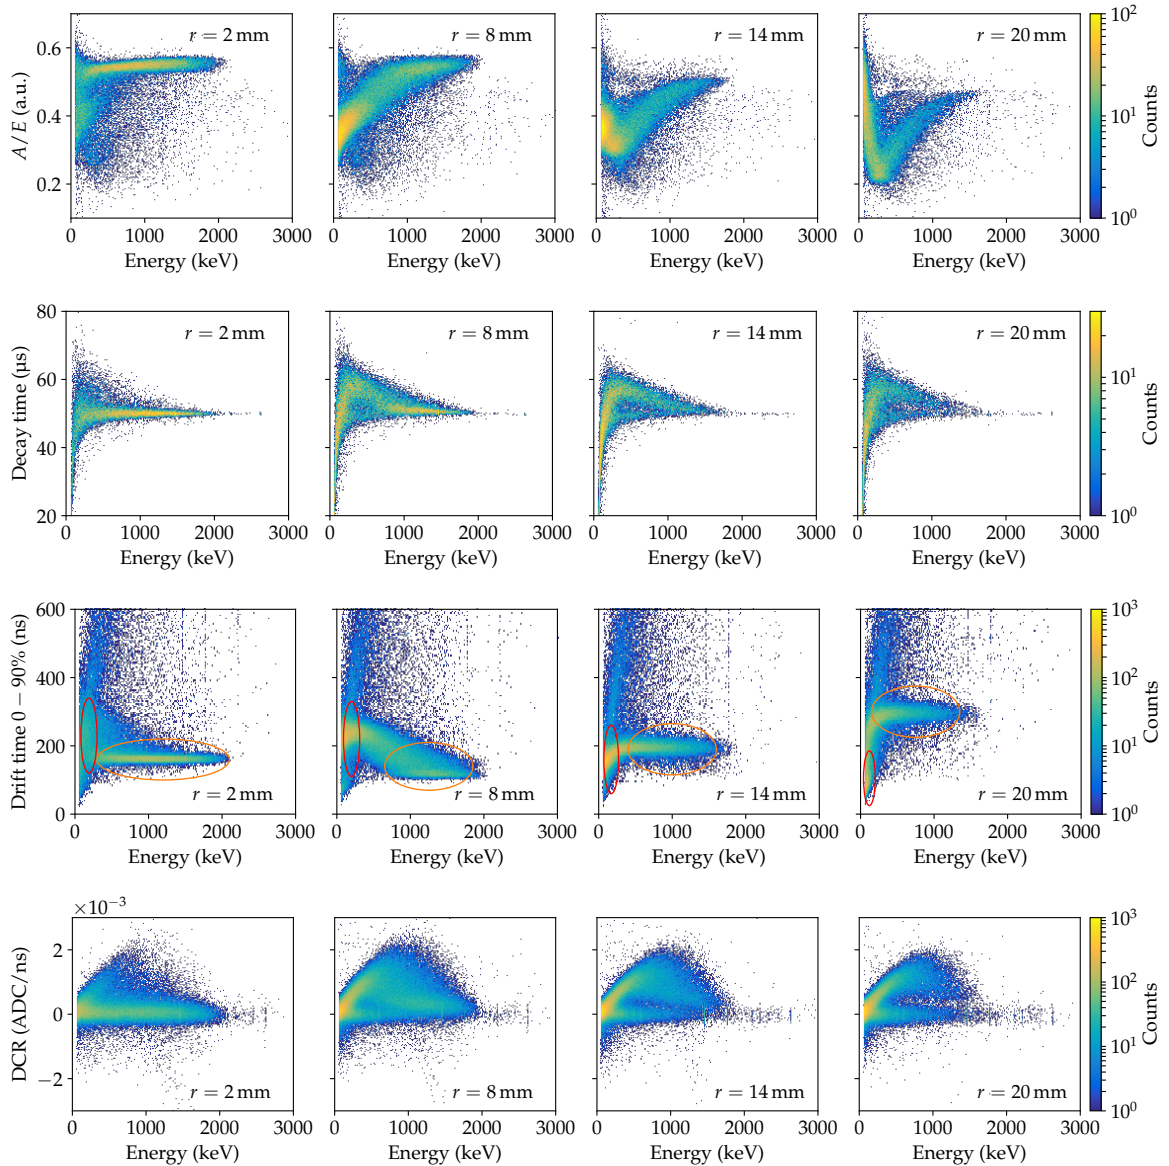 r = 2 mm r = 8 mm r = 14 mm r = 20 mm
0.6 0.4 0.2
A/E (a.u.)
10² 10¹ 10⁰
Counts
0 1000 2000 3000 0 1000 2000 3000 0 1000 2000 3000 0 1000 2000 3000
Energy (keV) Energy (keV) Energy (keV) Energy (keV)
r = 2 mm r = 8 mm r = 14 mm r = 20 mm
80 60 40 20
Decay time (µs)
10¹ 10⁰
Counts
0 1000 2000 3000 0 1000 2000 3000 0 1000 2000 3000 0 1000 2000 3000
Energy (keV) Energy (keV) Energy (keV) Energy (keV)
600 400 200 0
Drift time 0 − 90% (ns)
10³ 10² 10¹ 10⁰
Counts
r = 2 mm r = 8 mm r = 14 mm r = 20 mm
0 1000 2000 3000 0 1000 2000 3000 0 1000 2000 3000 0 1000 2000 3000
Energy (keV) Energy (keV) Energy (keV) Energy (keV)
×10⁻³
2 0 −2
DCR (ADC/ns)
10³ 10² 10¹ 10⁰
Counts
r = 2 mm r = 8 mm r = 14 mm r = 20 mm
0 1000 2000 3000 0 1000 2000 3000 0 1000 2000 3000 0 1000 2000 3000
Energy (keV) Energy (keV) Energy (keV) Energy (keV)